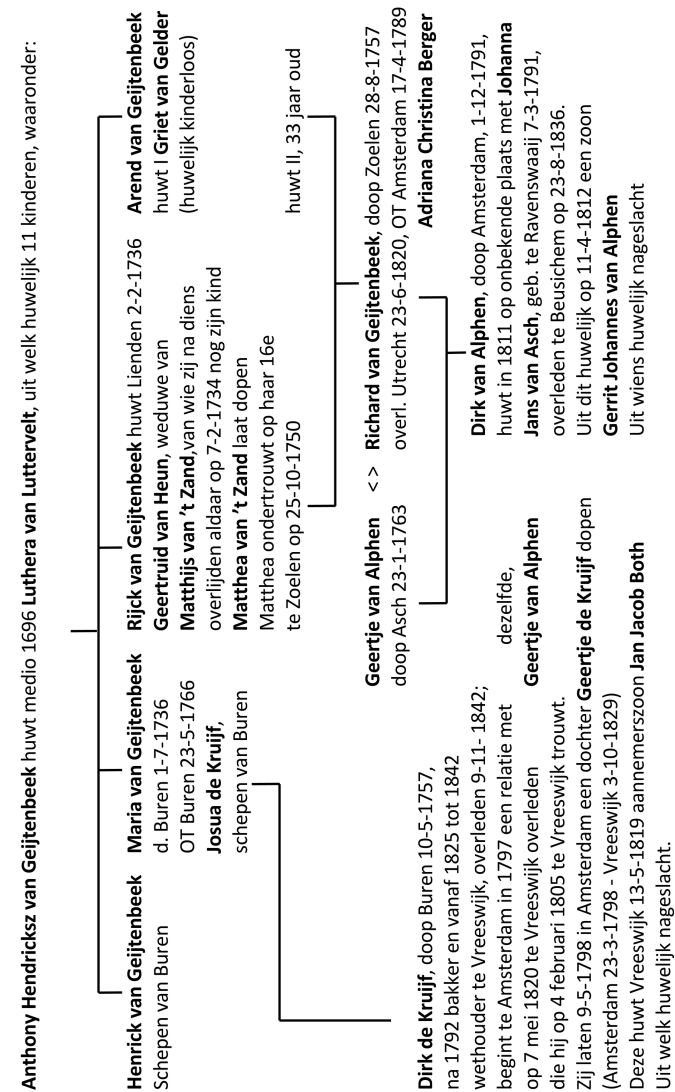 Anthony Hendricksz van Geijtenbeek huwt medio 1696 Luthera van Luttervelt, uit welk huwelijk 11 kinderen, waaronder:
Henrick van Geijtenbeek
Schepen van Buren
Maria van Geijtenbeek
d. Buren 1-7-1736
OT Buren 23-5-1766
Josua de Kruijf,
schepen van Buren
Rijck van Geijtenbeek huwt Lienden 2-2-1736
Geertruid van Heun, weduwe van
Matthijs van ’t Zand,van wie zij na diens
overlijden aldaar op 7-2-1734 nog zijn kind
Matthea van ’t Zand laat dopen
Matthea ondertrouwt op haar 16e
te Zoelen op 25-10-1750
Arend van Geijtenbeek
huwt I Griet van Gelder
(huwelijk kinderloos)
huwt II, 33 jaar oud
Geertje van Alphen < > Richard van Geijtenbeek, doop Zoelen 28-8-1757
doop Asch 23-1-1763 overl. Utrecht 23-6-1820, OT Amsterdam 17-4-1789
Adriana Christina Berger
Dirk de Kruijf, doop Buren 10-5-1757,
na 1792 bakker en vanaf 1825 tot 1842
wethouder te Vreeswijk, overleden 9-11- 1842;
begint te Amsterdam in 1797 een relatie met dezelfde,
op 7 mei 1820 te Vreeswijk overleden Geertje van Alphen
die hij op 4 februari 1805 te Vreeswijk trouwt.
Zij laten 9-5-1798 in Amsterdam een dochter Geertje de Kruijf dopen
(Amsterdam 23-3-1798 - Vreeswijk 3-10-1829)
Deze huwt Vreeswijk 13-5-1819 aannemerszoon Jan Jacob Both
Uit welk huwelijk nageslacht.
Dirk van Alphen, doop Amsterdam, 1-12-1791,
huwt in 1811 op onbekende plaats met Johanna
Jans van Asch, geb. te Ravenswaaij 7-3-1791,
overleden te Beusichem op 23-8-1836.
Uit dit huwelijk op 11-4-1812 een zoon
Gerrit Johannes van Alphen
Uit wiens huwelijk nageslacht